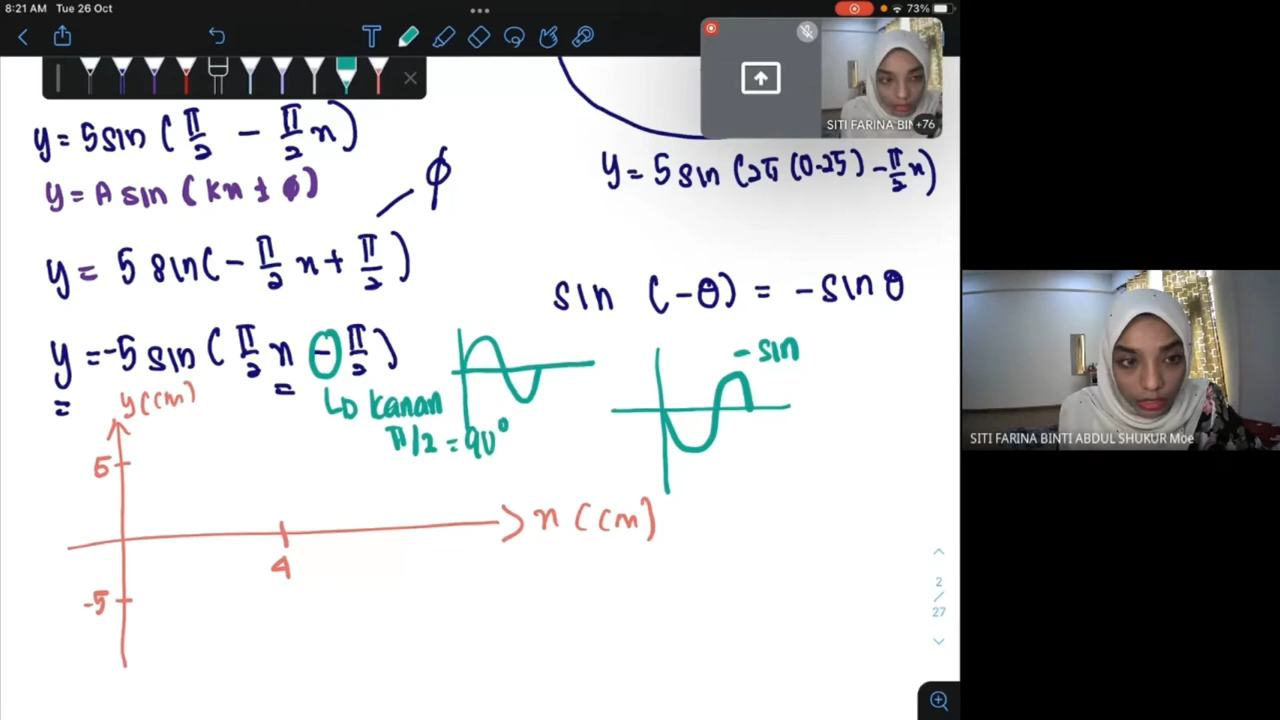 8:21 AM Tue 26 Oct
73%
T
SITI FARINA BIN +76
y = 5 sin ( π/2 - π/2 x )
y = A sin ( kx ± φ )
φ
y = 5 sin ( - π/2 x + π/2 )
y = -5 sin ( π/2 x - π/2 )
↳ kanan
π/2 = 90°
y = 5 sin ( 2π (0.25) - π/2 x )
sin ( -θ ) = - sin θ
- sin
y (cm)
5
-5
4
x (cm)
2
/
27
SITI FARINA BINTI ABDUL SHUKUR Moe